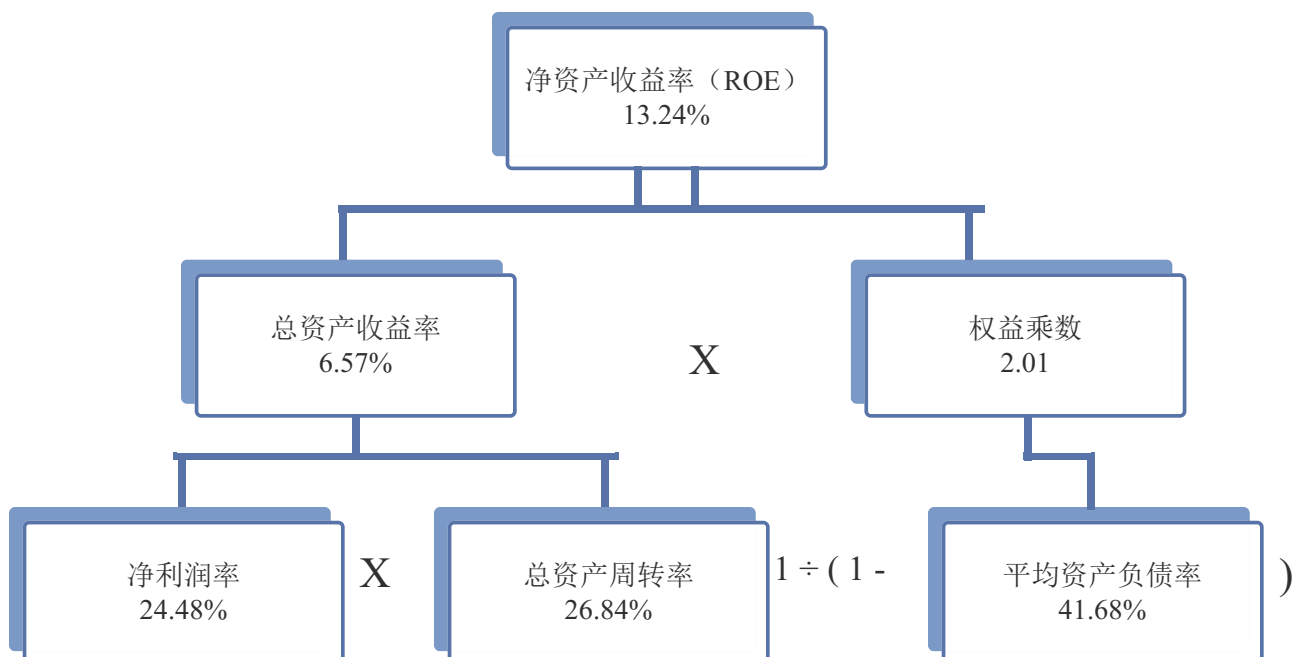 净资产收益率（ROE）
13.24%
总资产收益率
6.57%
X
权益乘数
2.01
净利润率
24.48%
X
总资产周转率
26.84%
1 ÷ ( 1 -
平均资产负债率
41.68%
)